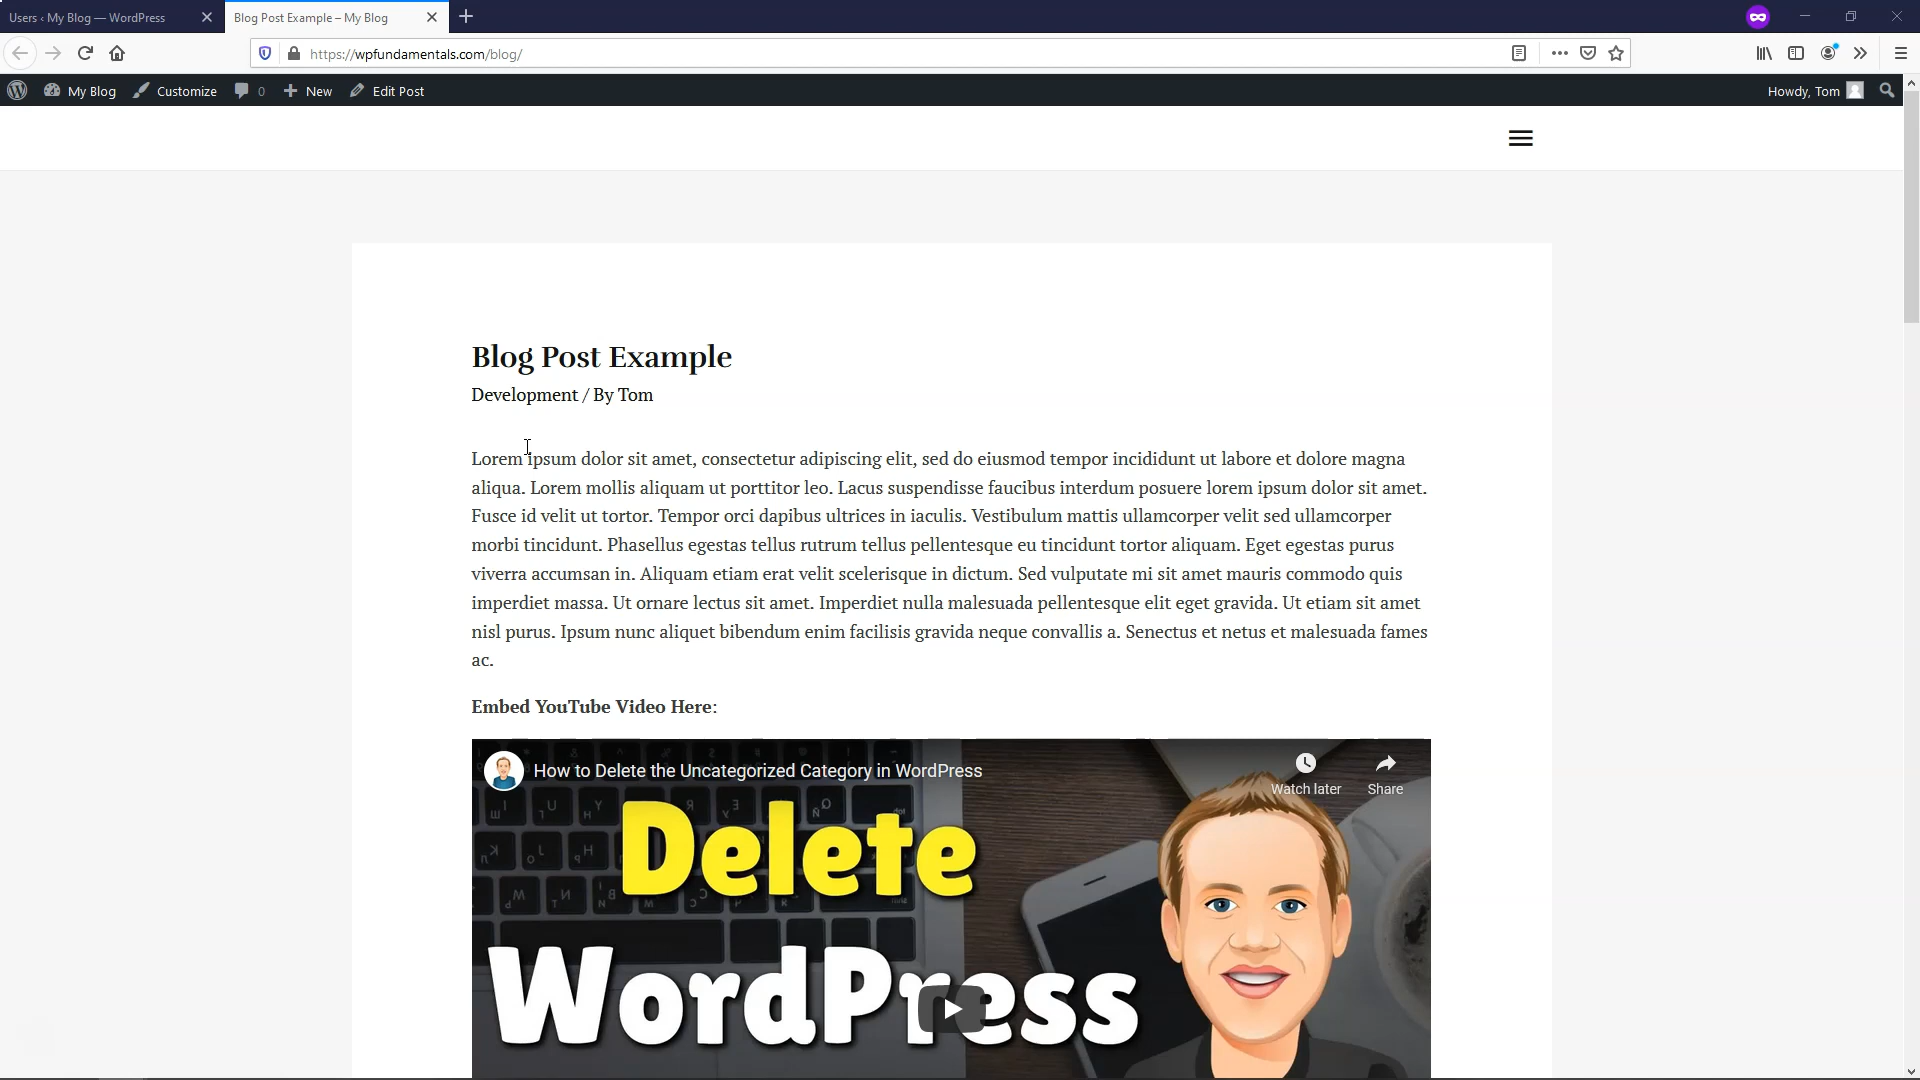 Users ‹ My Blog — WordPress
Blog Post Example – My Blog
https://wpfundamentals.com/blog/
My Blog
Customize
0
New
Edit Post
Howdy, Tom
Blog Post Example
Development / By Tom
Lorem ipsum dolor sit amet, consectetur adipiscing elit, sed do eiusmod tempor incididunt ut labore et dolore magna
aliqua. Lorem mollis aliquam ut porttitor leo. Lacus suspendisse faucibus interdum posuere lorem ipsum dolor sit amet.
Fusce id velit ut tortor. Tempor orci dapibus ultrices in iaculis. Vestibulum mattis ullamcorper velit sed ullamcorper
morbi tincidunt. Phasellus egestas tellus rutrum tellus pellentesque eu tincidunt tortor aliquam. Eget egestas purus
viverra accumsan in. Aliquam etiam erat velit scelerisque in dictum. Sed vulputate mi sit amet mauris commodo quis
imperdiet massa. Ut ornare lectus sit amet. Imperdiet nulla malesuada pellentesque elit eget gravida. Ut etiam sit amet
nisl purus. Ipsum nunc aliquet bibendum enim facilisis gravida neque convallis a. Senectus et netus et malesuada fames
ac.
Embed YouTube Video Here:
How to Delete the Uncategorized Category in WordPress
Watch later
Share
Delete
WordPress